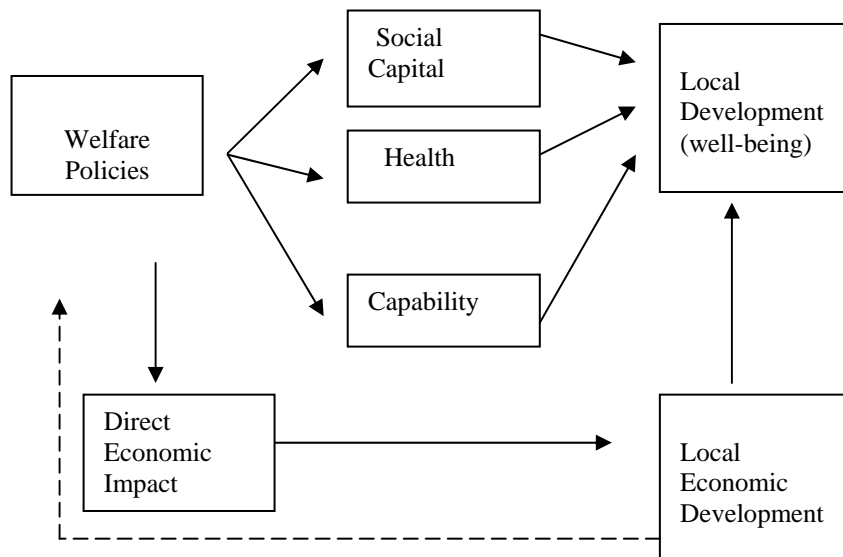 Welfare
Policies
Social
Capital
Health
Capability
Local
Development
(well-being)
Direct
Economic
Impact
Local
Economic
Development